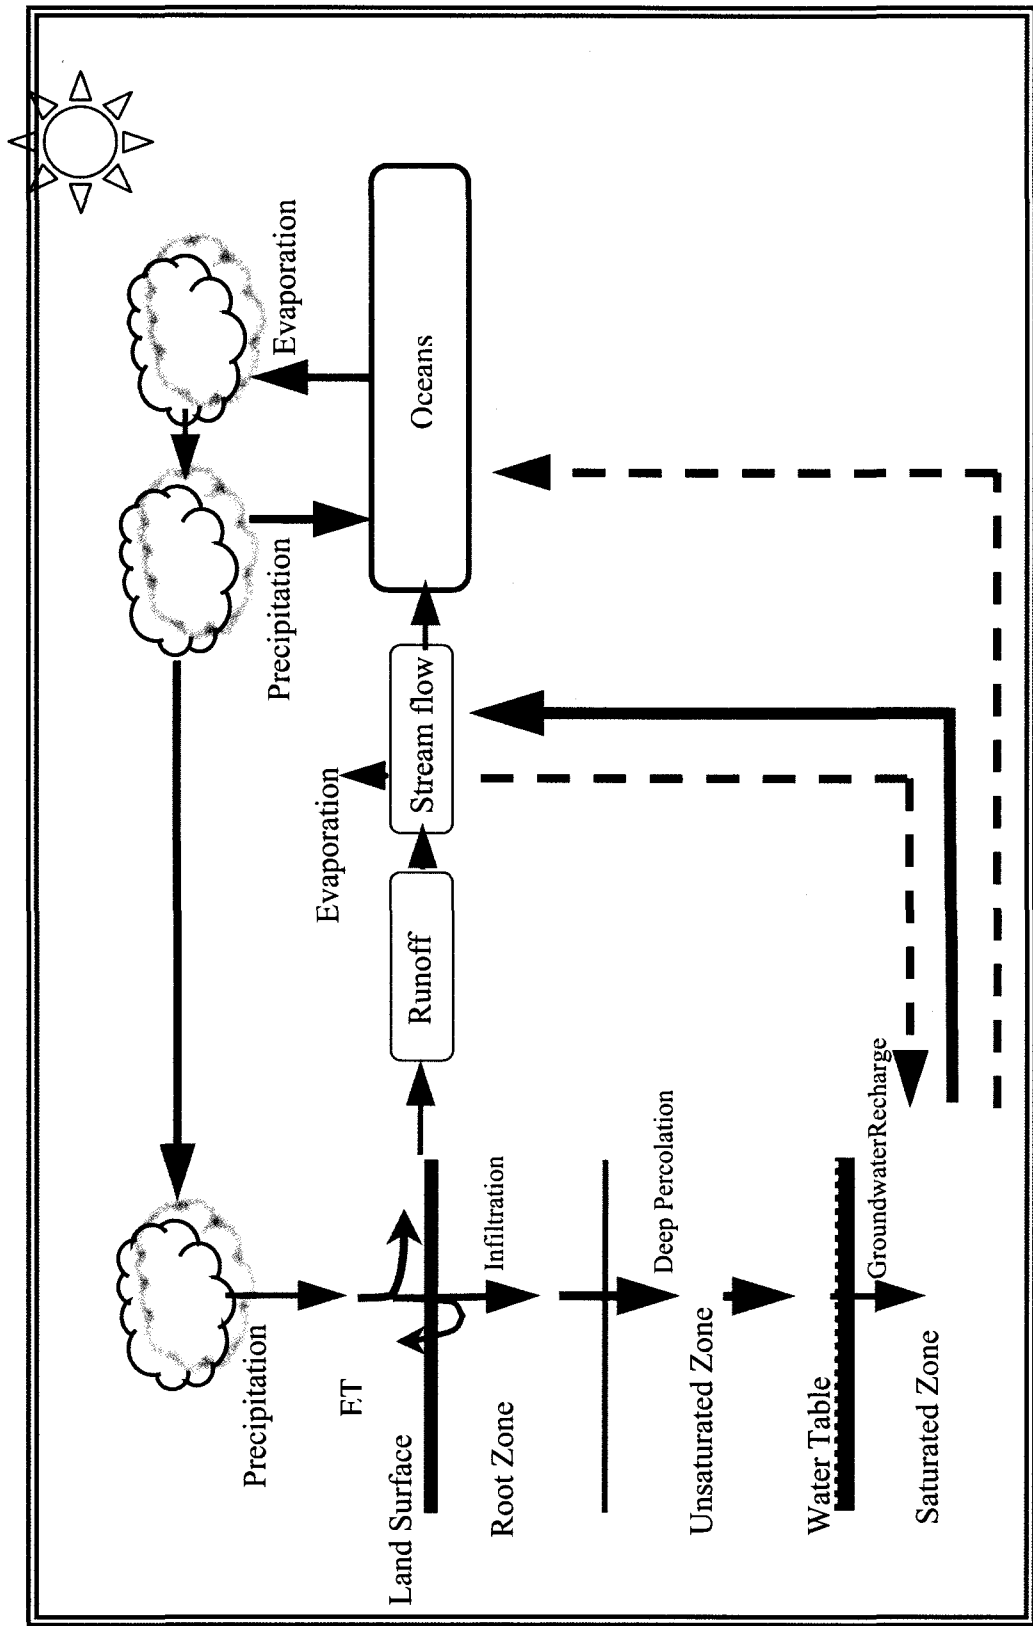 Evaporation
Precipitation
Oceans
Evaporation
Stream flow
Runoff
Precipitation
ET
Land Surface
Infiltration
Root Zone
Deep Percolation
Unsaturated Zone
Water Table
GroundwaterRecharge
Saturated Zone